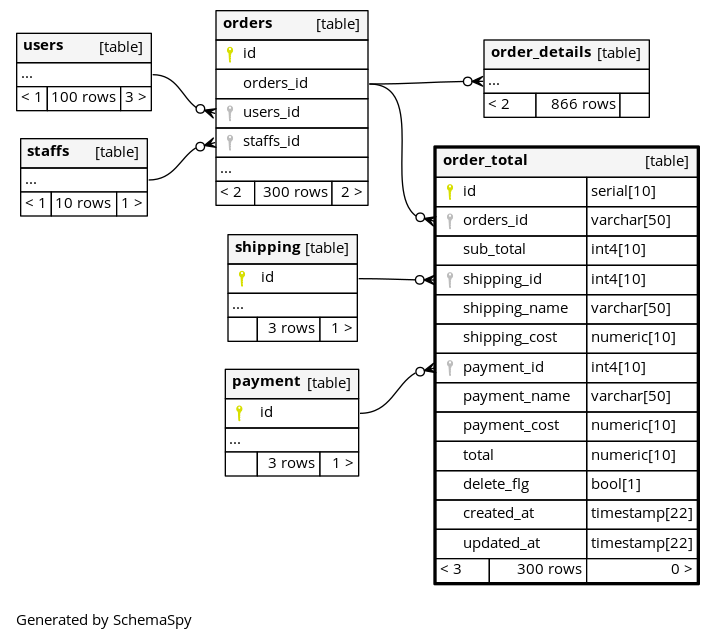 users [table]
...
< 1 100 rows 3 >
staffs [table]
...
< 1 10 rows 1 >
orders [table]
id
orders_id
users_id
staffs_id
...
< 2 300 rows 2 >
shipping [table]
id
...
3 rows 1 >
payment [table]
id
...
3 rows 1 >
order_details [table]
...
< 2 866 rows
order_total [table]
id serial[10]
orders_id varchar[50]
sub_total int4[10]
shipping_id int4[10]
shipping_name varchar[50]
shipping_cost numeric[10]
payment_id int4[10]
payment_name varchar[50]
payment_cost numeric[10]
total numeric[10]
delete_flg bool[1]
created_at timestamp[22]
updated_at timestamp[22]
< 3 300 rows 0 >
Generated by SchemaSpy